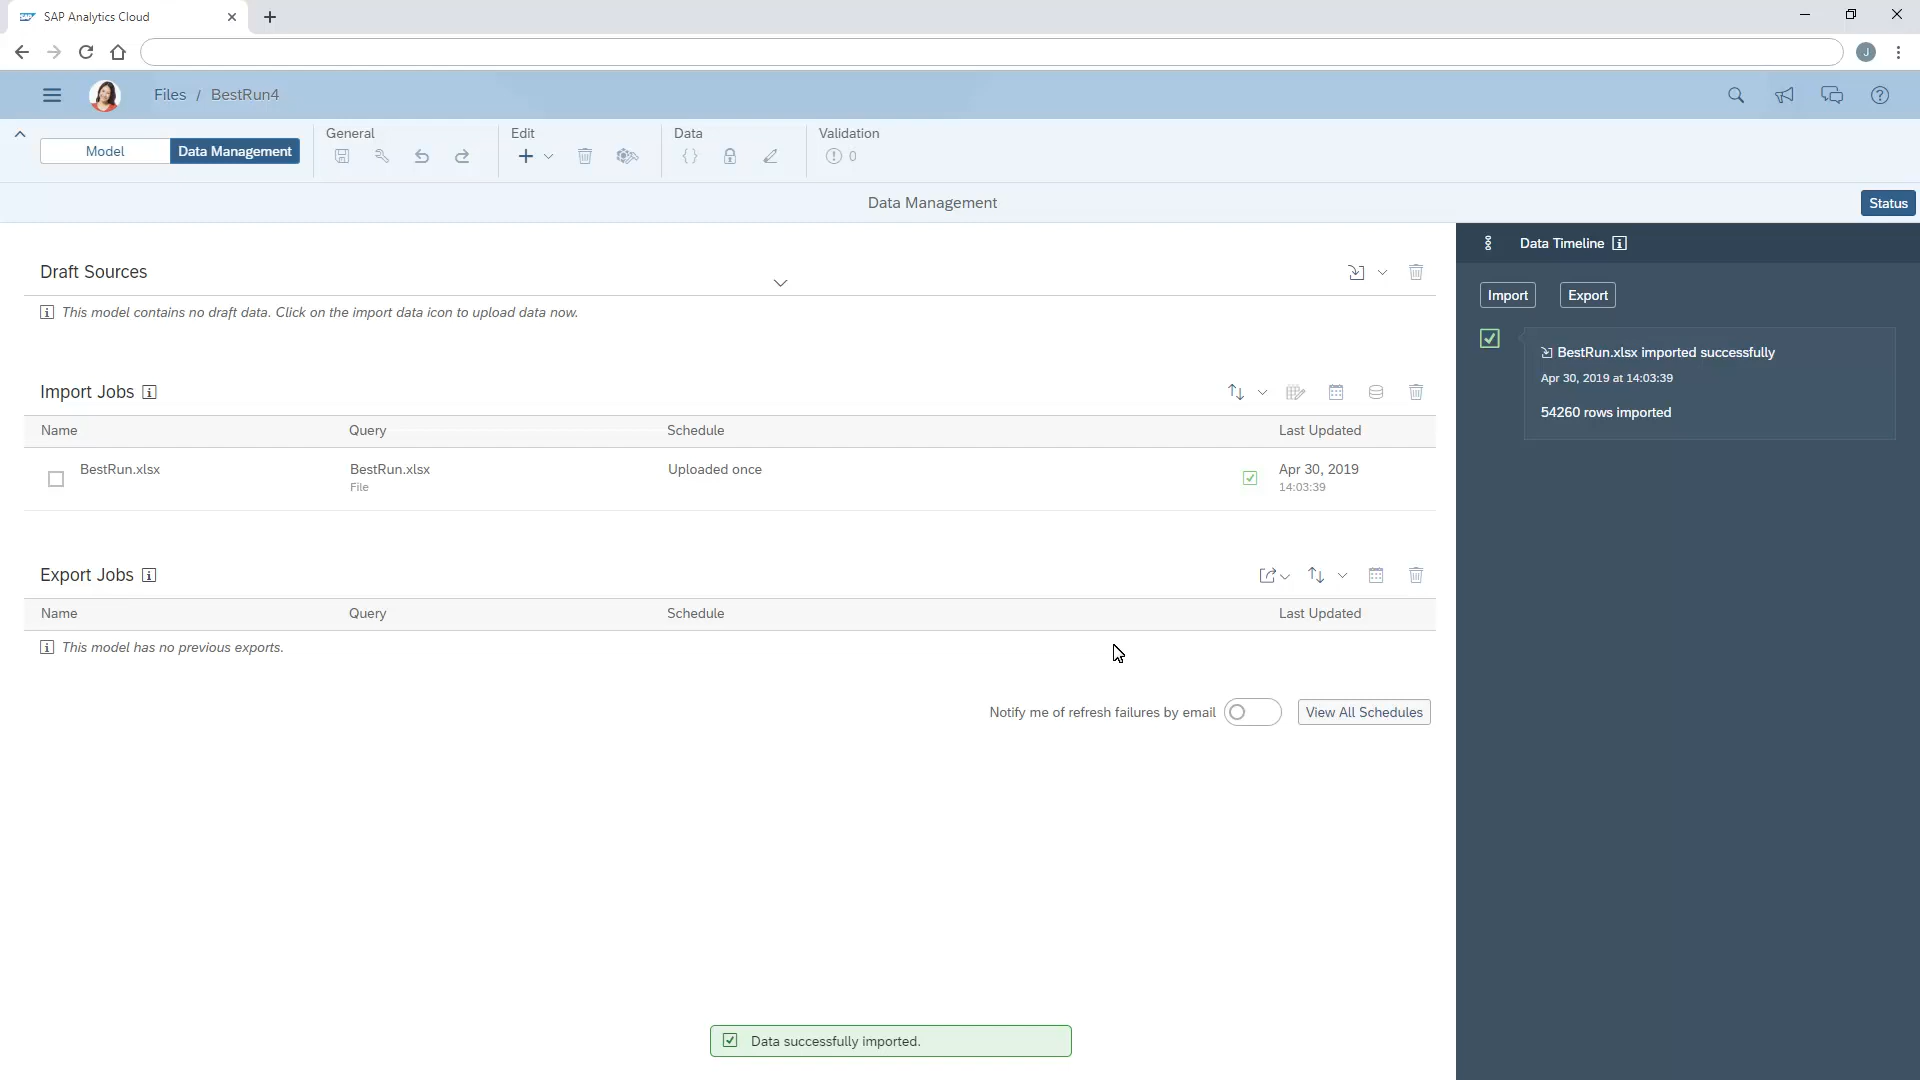 SAP Analytics Cloud
J
Files / BestRun4
Model
Data Management
General
Edit
Data
Validation
0
Data Management
Status
Draft Sources
This model contains no draft data. Click on the import data icon to upload data now.
Import Jobs
Name Query Schedule Last Updated
BestRun.xlsx BestRun.xlsx Uploaded once Apr 30, 2019
File 14:03:39
Export Jobs
Name Query Schedule Last Updated
This model has no previous exports.
Notify me of refresh failures by email
View All Schedules
Data Timeline
Import Export
BestRun.xlsx imported successfully
Apr 30, 2019 at 14:03:39
54260 rows imported
Data successfully imported.